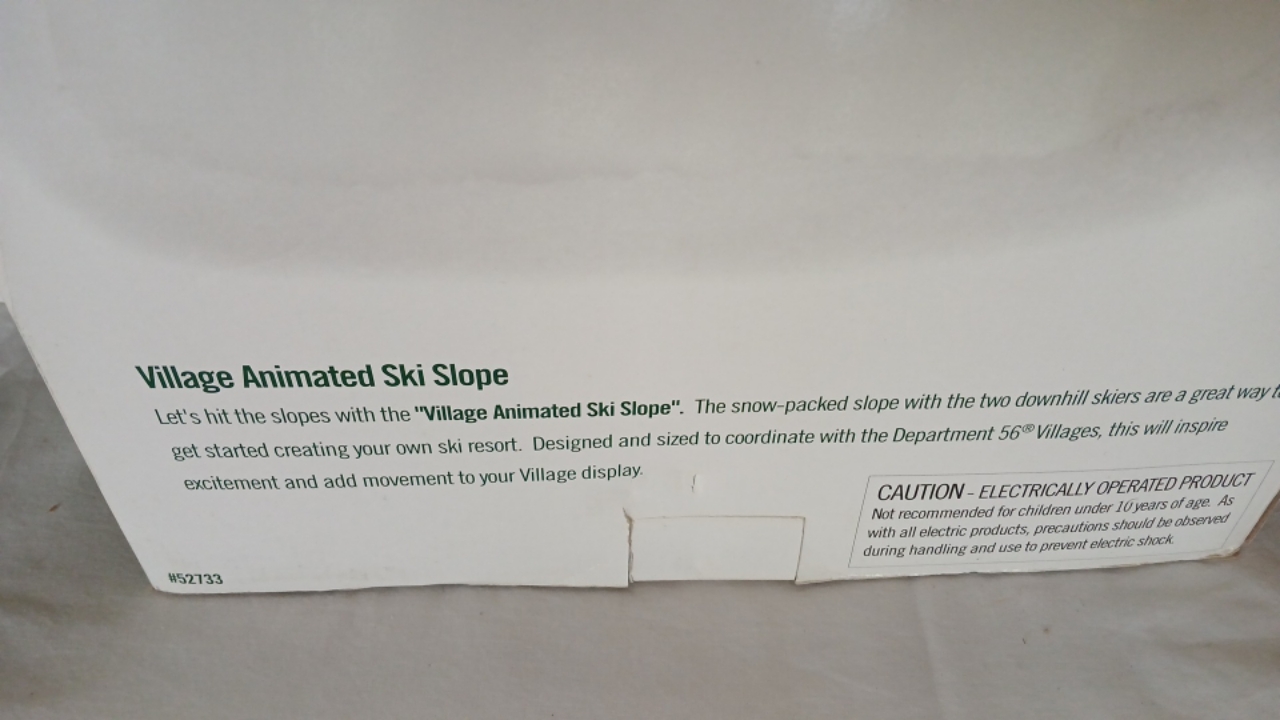 Village Animated Ski Slope
Let's hit the slopes with the "Village Animated Ski Slope". The snow-packed slope with the two downhill skiers are a great way
get started creating your own ski resort. Designed and sized to coordinate with the Department 56® Villages, this will inspire
excitement and add movement to your Village display.
CAUTION - ELECTRICALLY OPERATED PRODUCT
Not recommended for children under 10 years of age. As
with all electric products, precautions should be observed
during handling and use to prevent electric shock.
#52733